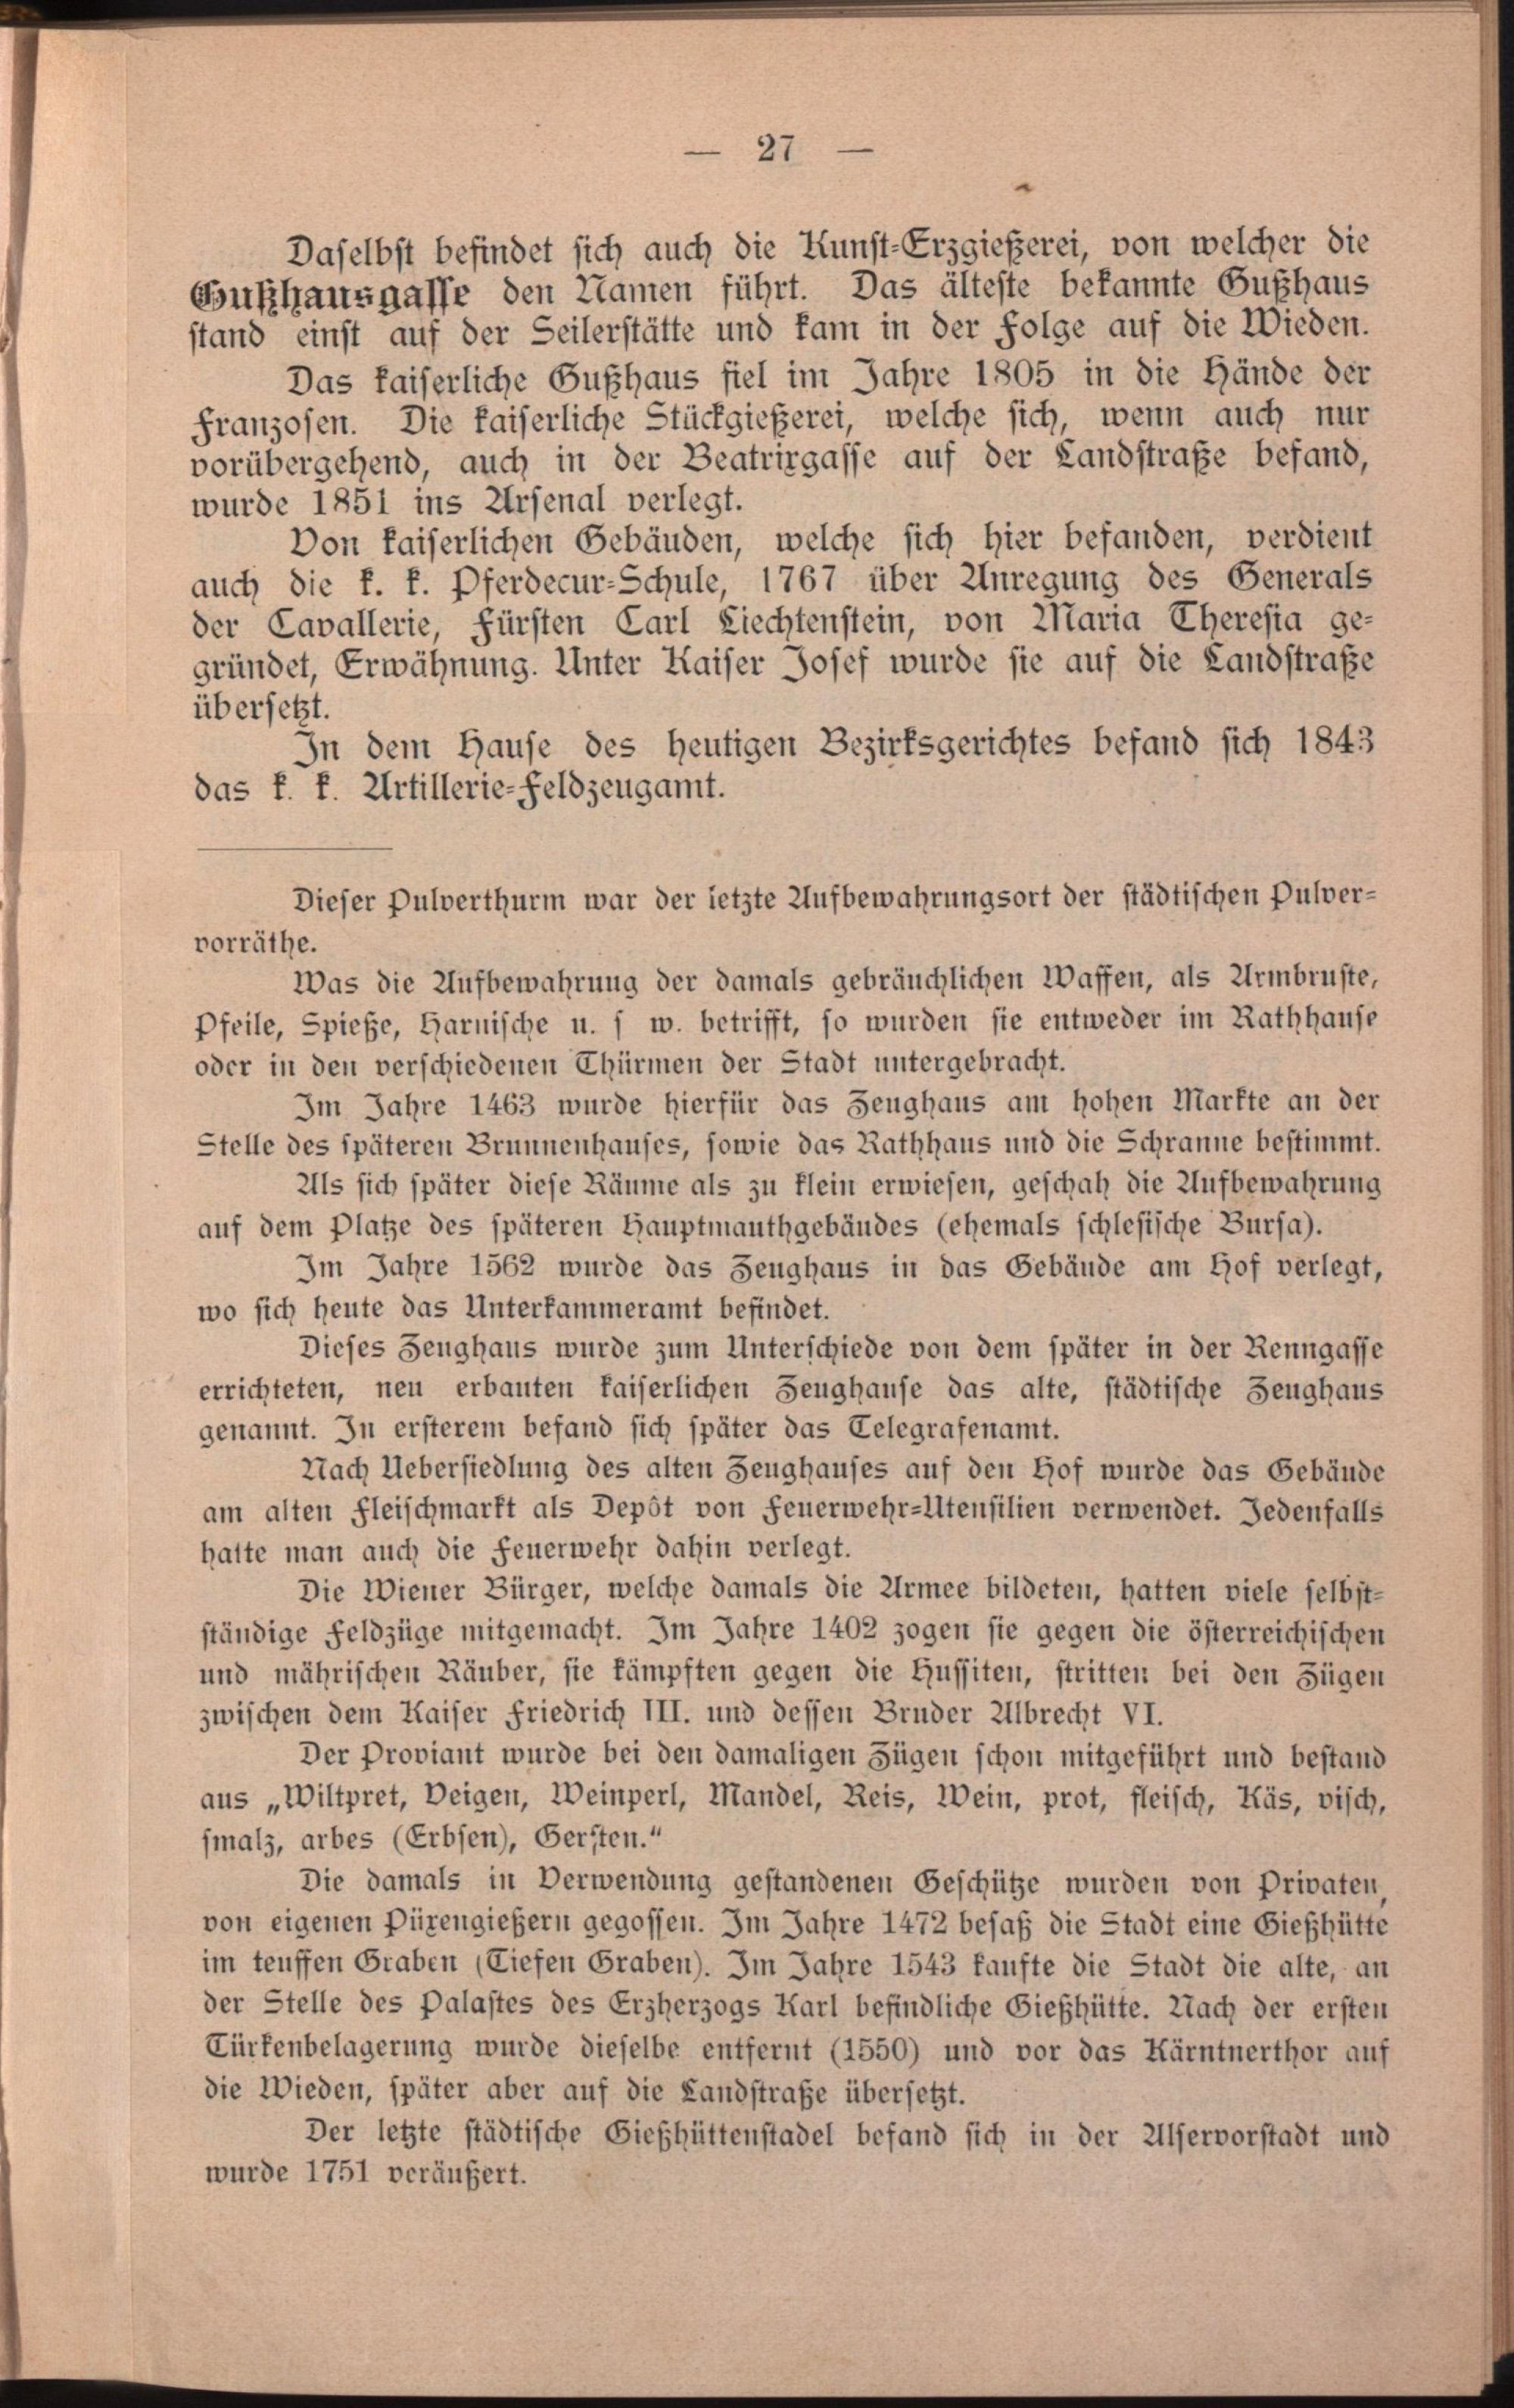 — 27 —
Daselbst befindet sich auch die Kunst-Erzgießerei, von welcher die
Gußhausgasse den Namen führt. Das älteste bekannte Gußhaus
stand einst auf der Seilerstätte und kam in der Folge auf die Wieden.
Das kaiserliche Gußhaus fiel im Jahre 1805 in die Hände der
Franzosen. Die kaiserliche Stückgießerei, welche sich, wenn auch nur
vorübergehend, auch in der Beatrixgasse auf der Landstraße befand,
wurde 1851 ins Arsenal verlegt.
Von kaiserlichen Gebäuden, welche sich hier befanden, verdient
auch die k. k. Pferdecur-Schule, 1767 über Anregung des Generals
der Cavallerie, Fürsten Carl Liechtenstein, von Maria Theresia ge-
gründet, Erwähnung. Unter Kaiser Josef wurde sie auf die Landstraße
übersetzt.
In dem Hause des heutigen Bezirksgerichtes befand sich 1843
das k. k. Artillerie-Feldzeugamt.
Dieser Pulverthurm war der letzte Aufbewahrungsort der städtischen Pulver-
vorräthe.
Was die Aufbewahrung der damals gebräuchlichen Waffen, als Armbruste,
Pfeile, Spieße, Harnische u. s w. betrifft, so wurden sie entweder im Rathhause
oder in den verschiedenen Thürmen der Stadt untergebracht.
Im Jahre 1463 wurde hierfür das Zeughaus am hohen Markte an der
Stelle des späteren Brunnenhauses, sowie das Rathhaus und die Schranne bestimmt.
Als sich später diese Räume als zu klein erwiesen, geschah die Aufbewahrung
auf dem Platze des späteren Hauptmauthgebäudes (ehemals schlesische Bursa).
Im Jahre 1562 wurde das Zeughaus in das Gebäude am Hof verlegt,
wo sich heute das Unterkammeramt befindet.
Dieses Zeughaus wurde zum Unterschiede von dem später in der Renngasse
errichteten, neu erbauten kaiserlichen Zeughause das alte, städtische Zeughaus
genannt. In ersterem befand sich später das Telegrafenamt.
Nach Uebersiedlung des alten Zeughauses auf den Hof wurde das Gebäude
am alten Fleischmarkt als Depôt von Feuerwehr-Utensilien verwendet. Jedenfalls
hatte man auch die Feuerwehr dahin verlegt.
Die Wiener Bürger, welche damals die Armee bildeten, hatten viele selbst-
ständige Feldzüge mitgemacht. Im Jahre 1402 zogen sie gegen die österreichischen
und mährischen Räuber, sie kämpften gegen die Hussiten, stritten bei den Zügen
zwischen dem Kaiser Friedrich III. und dessen Bruder Albrecht VI.
Der Proviant wurde bei den damaligen Zügen schon mitgeführt und bestand
aus „Wiltpret, Veigen, Weinperl, Mandel, Reis, Wein, prot, fleisch, Käs, visch,
smalz, arbes (Erbsen), Gersten.“
Die damals in Verwendung gestandenen Geschütze wurden von Privaten,
von eigenen Püxengießern gegossen. Im Jahre 1472 besaß die Stadt eine Gießhütte
im teuffen Graben (Tiefen Graben). Im Jahre 1543 kaufte die Stadt die alte, an
der Stelle des Palastes des Erzherzogs Karl befindliche Gießhütte. Nach der ersten
Türkenbelagerung wurde dieselbe entfernt (1550) und vor das Kärntnerthor auf
die Wieden, später aber auf die Landstraße übersetzt.
Der letzte städtische Gießhüttenstadel befand sich in der Alservorstadt und
wurde 1751 veräußert.